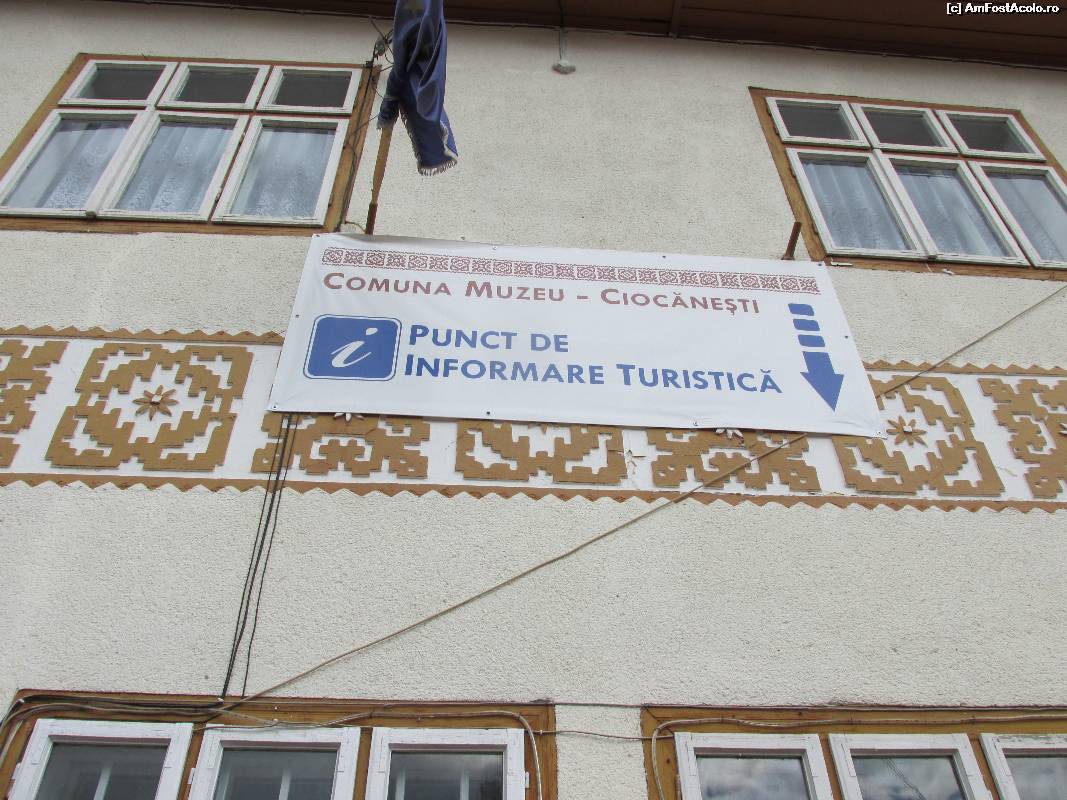 [c] AmFostAcolo.ro
Comuna Muzeu – Ciocănești
i
Punct de
Informare Turistică